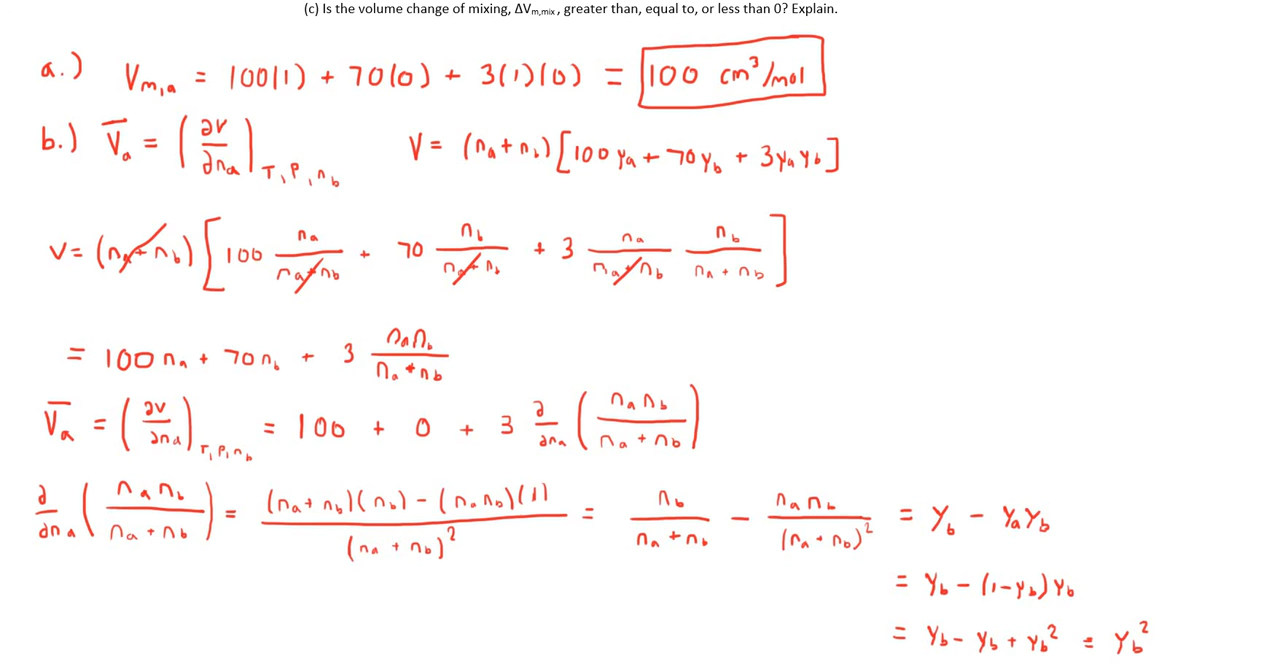 (c) Is the volume change of mixing, ΔVm,mix, greater than, equal to, or less than 0? Explain.
a.) Vm,a = 100(1) + 70(0) + 3(1)(0) = 100 cm³/mol
b.) V̄a = (∂V/∂na)T,P,nb V = (na + nb)[100 ya + 70 yb + 3 ya yb]
V = (na + nb)[100 na/(na + nb) + 70 nb/(na + nb) + 3 na/(na + nb) nb/(na + nb)]
= 100 na + 70 nb + 3 na nb/(na + nb)
V̄a = (∂V/∂na)T,P,nb = 100 + 0 + 3 ∂/∂na (na nb/(na + nb))
∂/∂na (na nb/(na + nb)) = ((na + nb)(nb) - (na nb)(1))/(na + nb)² = nb/(na + nb) - na nb/(na + nb)² = yb - ya yb
= yb - (1 - yb) yb
= yb - yb + yb² = yb²